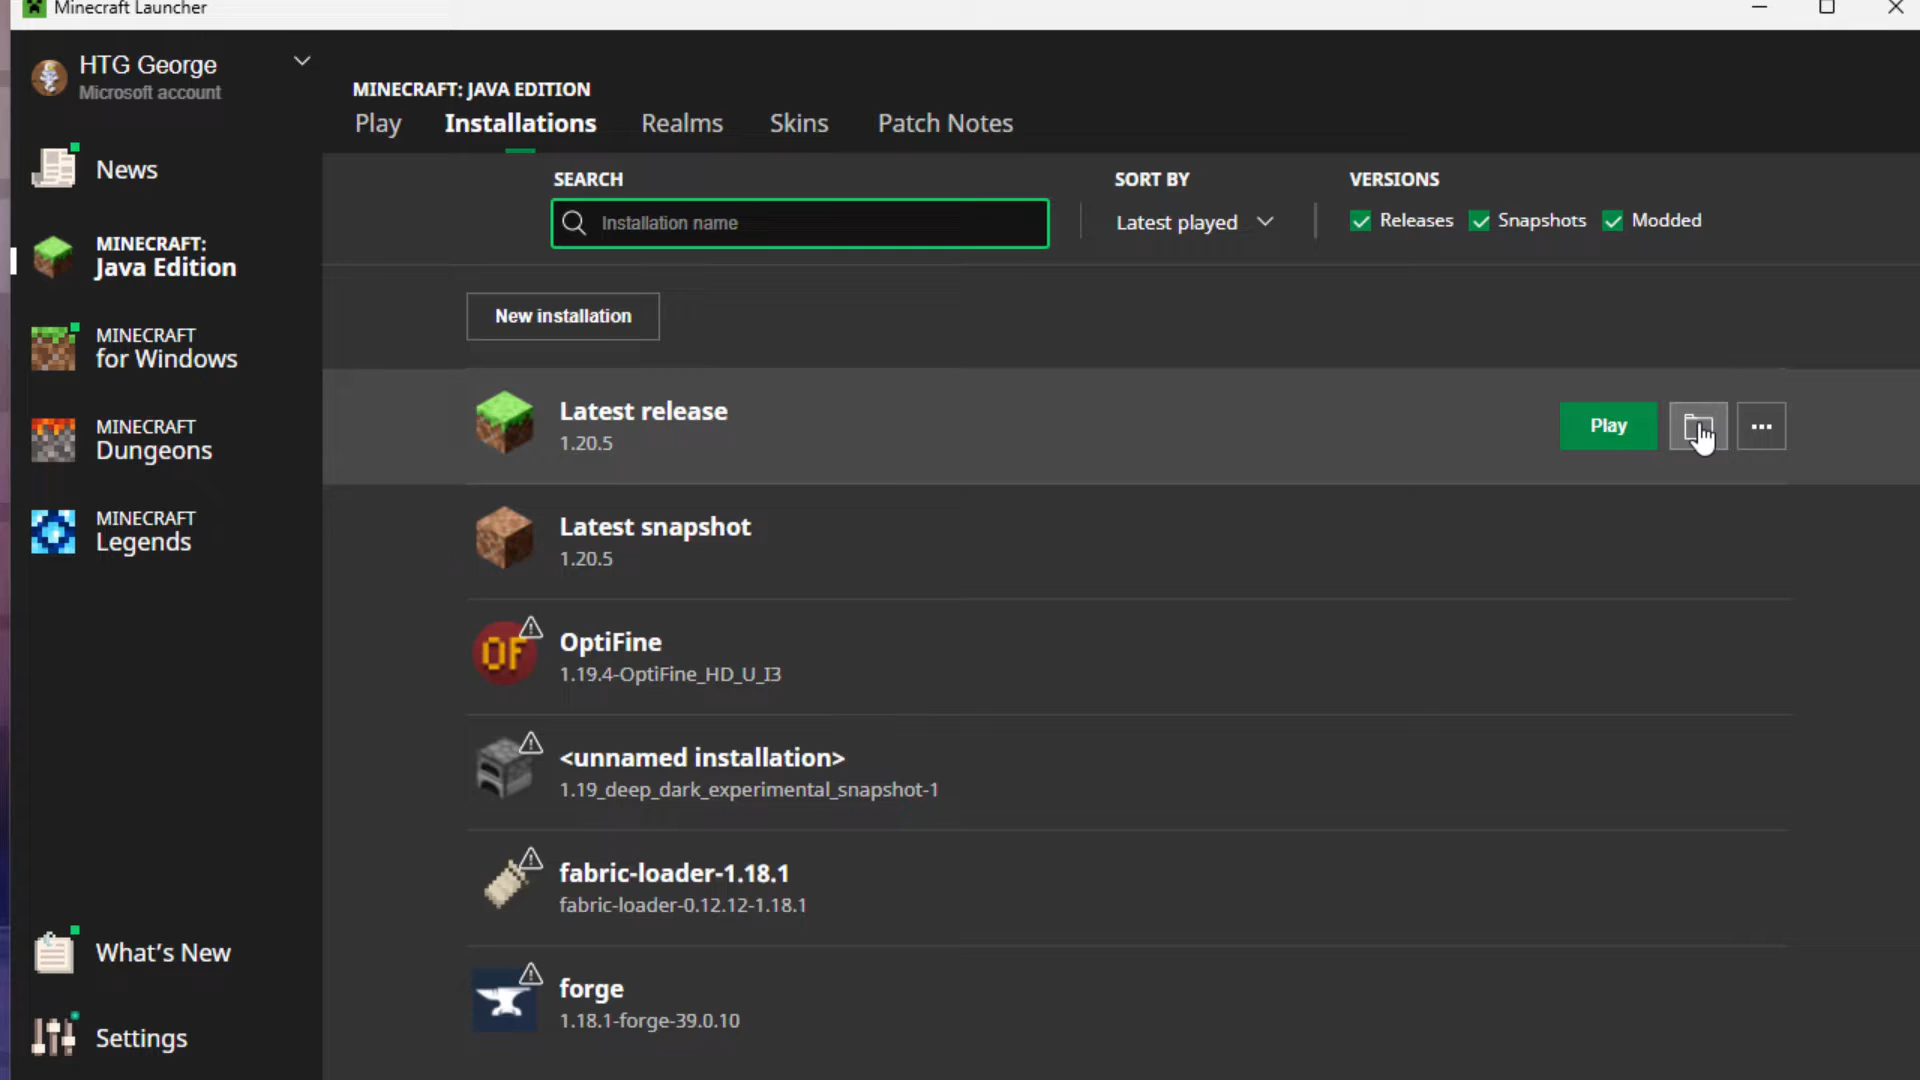 Minecraft Launcher
HTG George
Microsoft account
News
MINECRAFT:
Java Edition
MINECRAFT
for Windows
MINECRAFT
Dungeons
MINECRAFT
Legends
What's New
Settings
MINECRAFT: JAVA EDITION
Play Installations Realms Skins Patch Notes
SEARCH SORT BY VERSIONS
Installation name Latest played Releases Snapshots Modded
New installation
Latest release
1.20.5
Play ...
Latest snapshot
1.20.5
OF
OptiFine
1.19.4-OptiFine_HD_U_I3
<unnamed installation>
1.19_deep_dark_experimental_snapshot-1
fabric-loader-1.18.1
fabric-loader-0.12.12-1.18.1
forge
1.18.1-forge-39.0.10